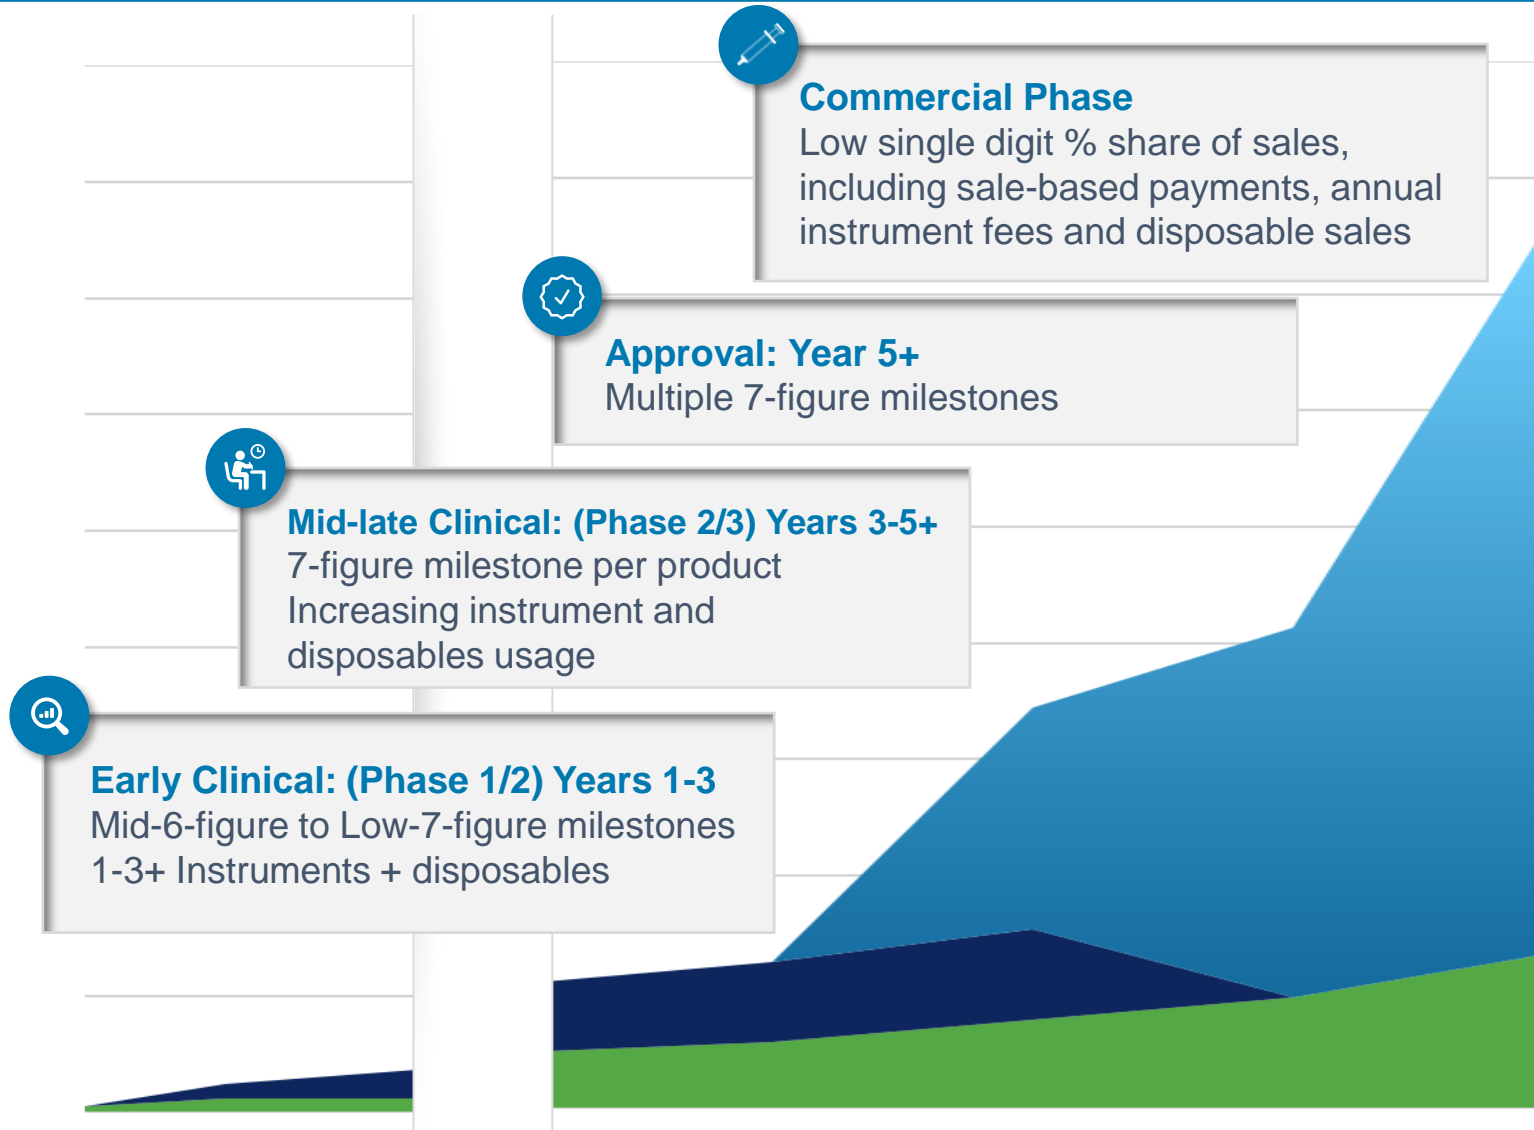 Commercial Phase
Low single digit % share of sales,
including sale-based payments, annual
instrument fees and disposable sales
Approval: Year 5+
Multiple 7-figure milestones
Mid-late Clinical: (Phase 2/3) Years 3-5+
7-figure milestone per product
Increasing instrument and
disposables usage
Early Clinical: (Phase 1/2) Years 1-3
Mid-6-figure to Low-7-figure milestones
1-3+ Instruments + disposables